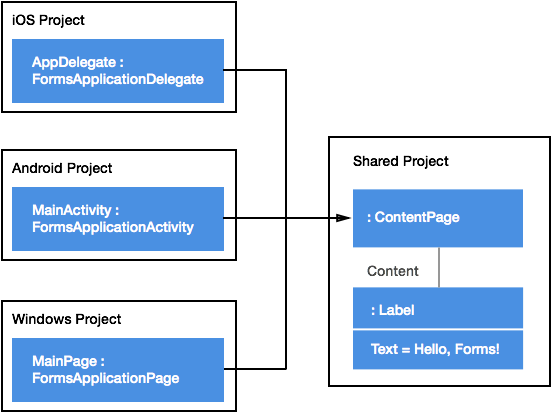 iOS Project
AppDelegate :
FormsApplicationDelegate
Android Project
MainActivity :
FormsApplicationActivity
Windows Project
MainPage :
FormsApplicationPage
Shared Project
: ContentPage
Content
: Label
Text = Hello, Forms!